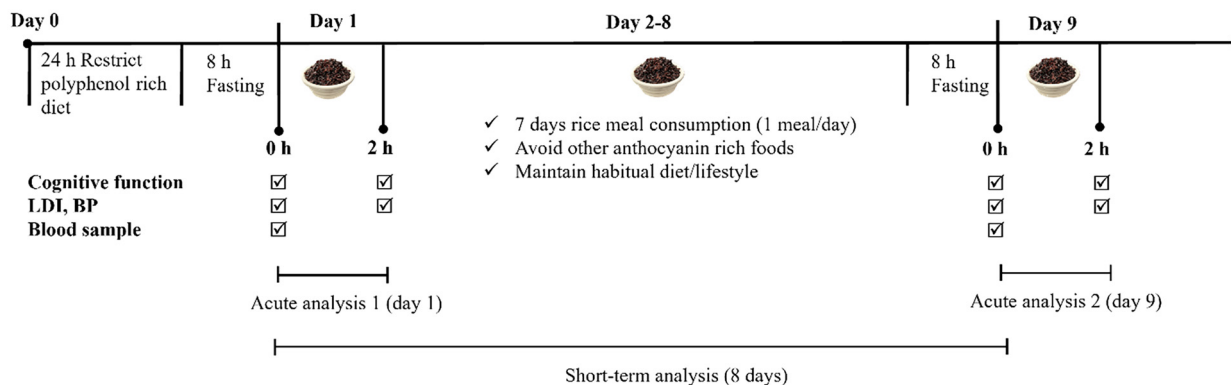 Day 0
Day 1
Day 2-8
Day 9
24 h Restrict
polyphenol rich
diet
8 h
Fasting
8 h
Fasting
✓ 7 days rice meal consumption (1 meal/day)
✓ Avoid other anthocyanin rich foods
✓ Maintain habitual diet/lifestyle
0 h
2 h
0 h
2 h
Cognitive function ☑ ☑ ☑ ☑
LDI, BP ☑ ☑ ☑ ☑
Blood sample ☑ ☑
Acute analysis 1 (day 1)
Acute analysis 2 (day 9)
Short-term analysis (8 days)